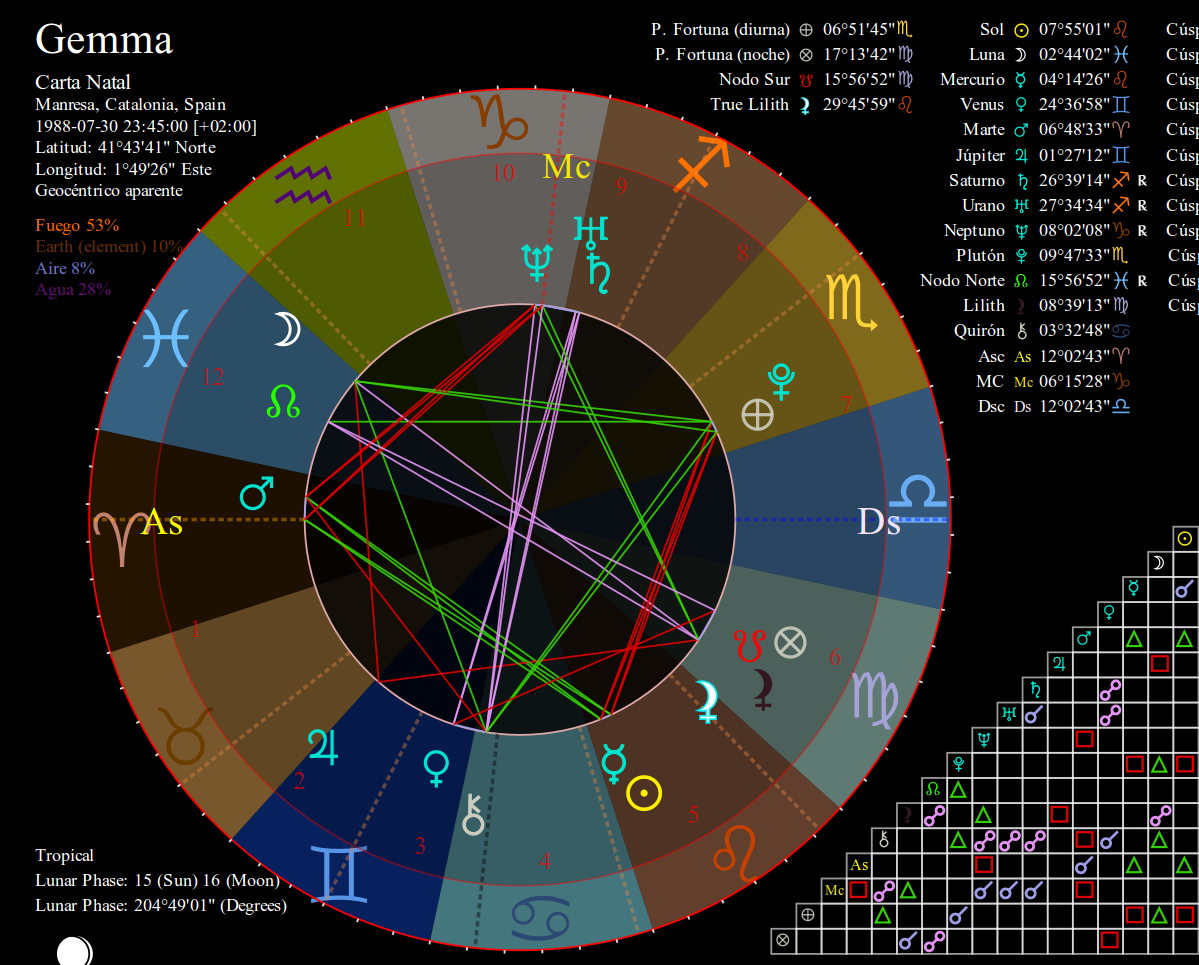 Gemma
Carta Natal
Manresa, Catalonia, Spain
1988-07-30 23:45:00 [+02:00]
Latitud: 41°43'41" Norte
Longitud: 1°49'26" Este
Geocéntrico aparente
Fuego 53%
Earth (element) 10%
Aire 8%
Agua 28%
P. Fortuna (diurna) ⊕ 06°51'45"♏
P. Fortuna (noche) ⊗ 17°13'42"♍
Nodo Sur ☋ 15°56'52"♍
True Lilith ⚸ 29°45'59"♌
Sol ☉ 07°55'01"♌ Cúsp
Luna ☽ 02°44'02"♓ Cúsp
Mercurio ☿ 04°14'26"♌ Cúsp
Venus ♀ 24°36'58"♊ Cúsp
Marte ♂ 06°48'33"♈ Cúsp
Júpiter ♃ 01°27'12"♊ Cúsp
Saturno ♄ 26°39'14"♐ R Cúsp
Urano ♅ 27°34'34"♐ R Cúsp
Neptuno ♆ 08°02'08"♑ R Cúsp
Plutón 09°47'33"♏ Cús
Nodo Norte ☊ 15°56'52"♓ R Cús
Lilith ⚸ 08°39'13"♍ Cús
Quirón ⚷ 03°32'48"♋
Asc As 12°02'43"♈
MC Mc 06°15'28"♑
Dsc Ds 12°02'43"♎
10
Mc
9
11
8
12
7
As
Ds
1
6
2
5
3
4
As
Mc
Tropical
Lunar Phase: 15 (Sun) 16 (Moon)
Lunar Phase: 204°49'01" (Degrees)